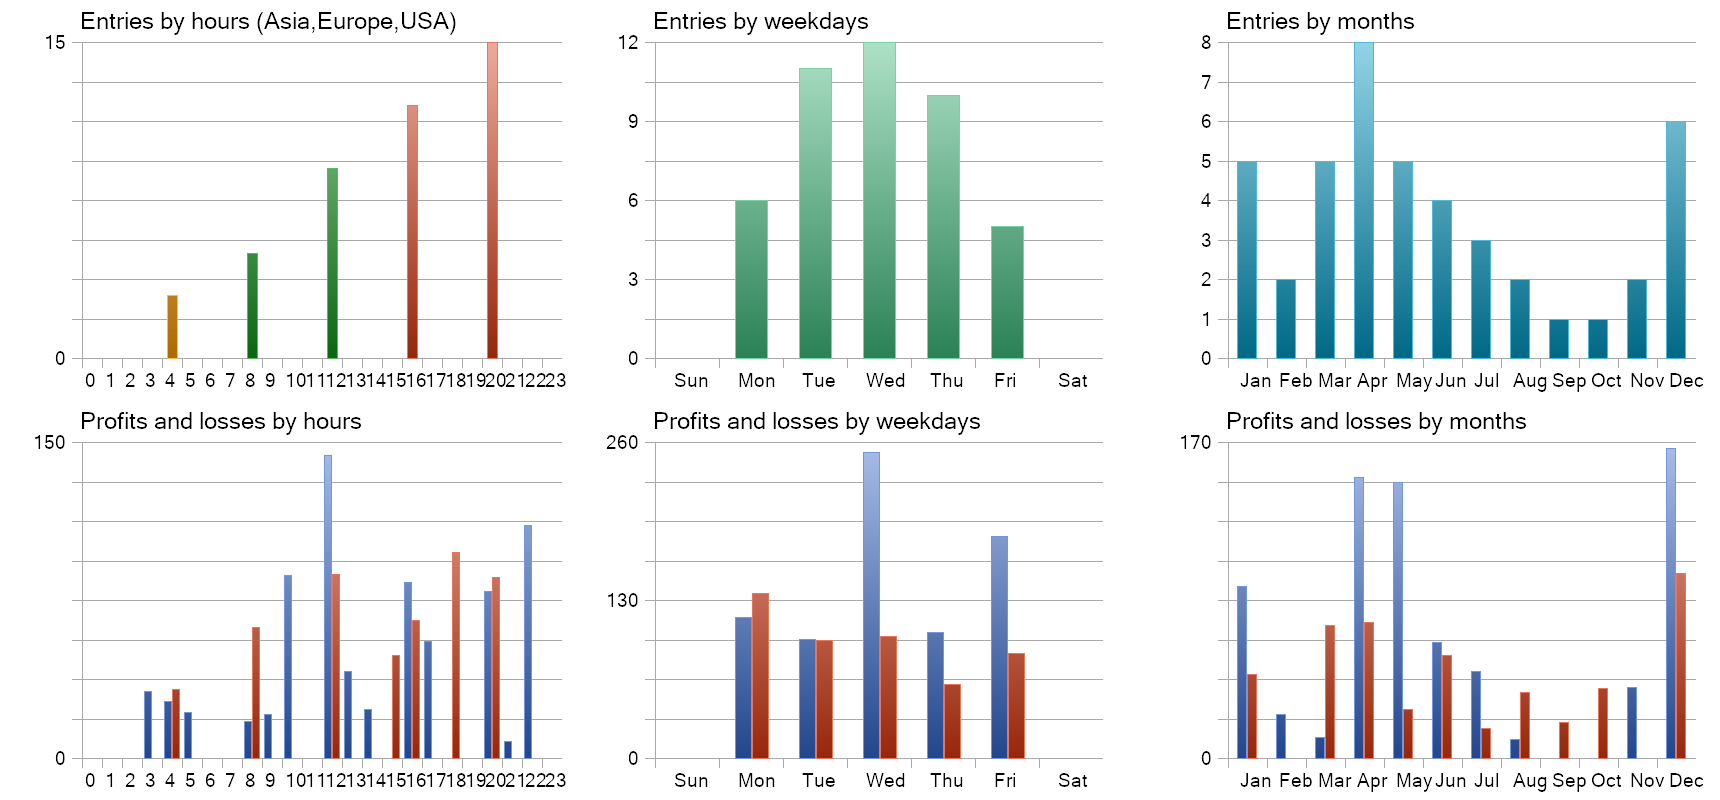 Entries by hours (Asia,Europe,USA)
15
0
0 1 2 3 4 5 6 7 8 9 10 11 12 13 14 15 16 17 18 19 20 21 22 23
Entries by weekdays
12
9
6
3
0
Sun Mon Tue Wed Thu Fri Sat
Entries by months
8
7
6
5
4
3
2
1
0
Jan Feb Mar Apr May Jun Jul Aug Sep Oct Nov Dec
Profits and losses by hours
150
0
0 1 2 3 4 5 6 7 8 9 10 11 12 13 14 15 16 17 18 19 20 21 22 23
Profits and losses by weekdays
260
130
0
Sun Mon Tue Wed Thu Fri Sat
Profits and losses by months
170
0
Jan Feb Mar Apr May Jun Jul Aug Sep Oct Nov Dec